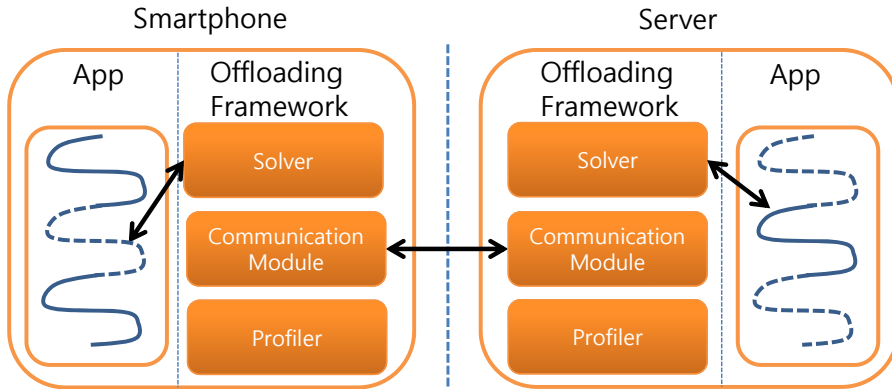 Smartphone
Server
App
Offloading
Framework
Solver
Communication
Module
Profiler
Offloading
Framework
App
Solver
Communication
Module
Profiler